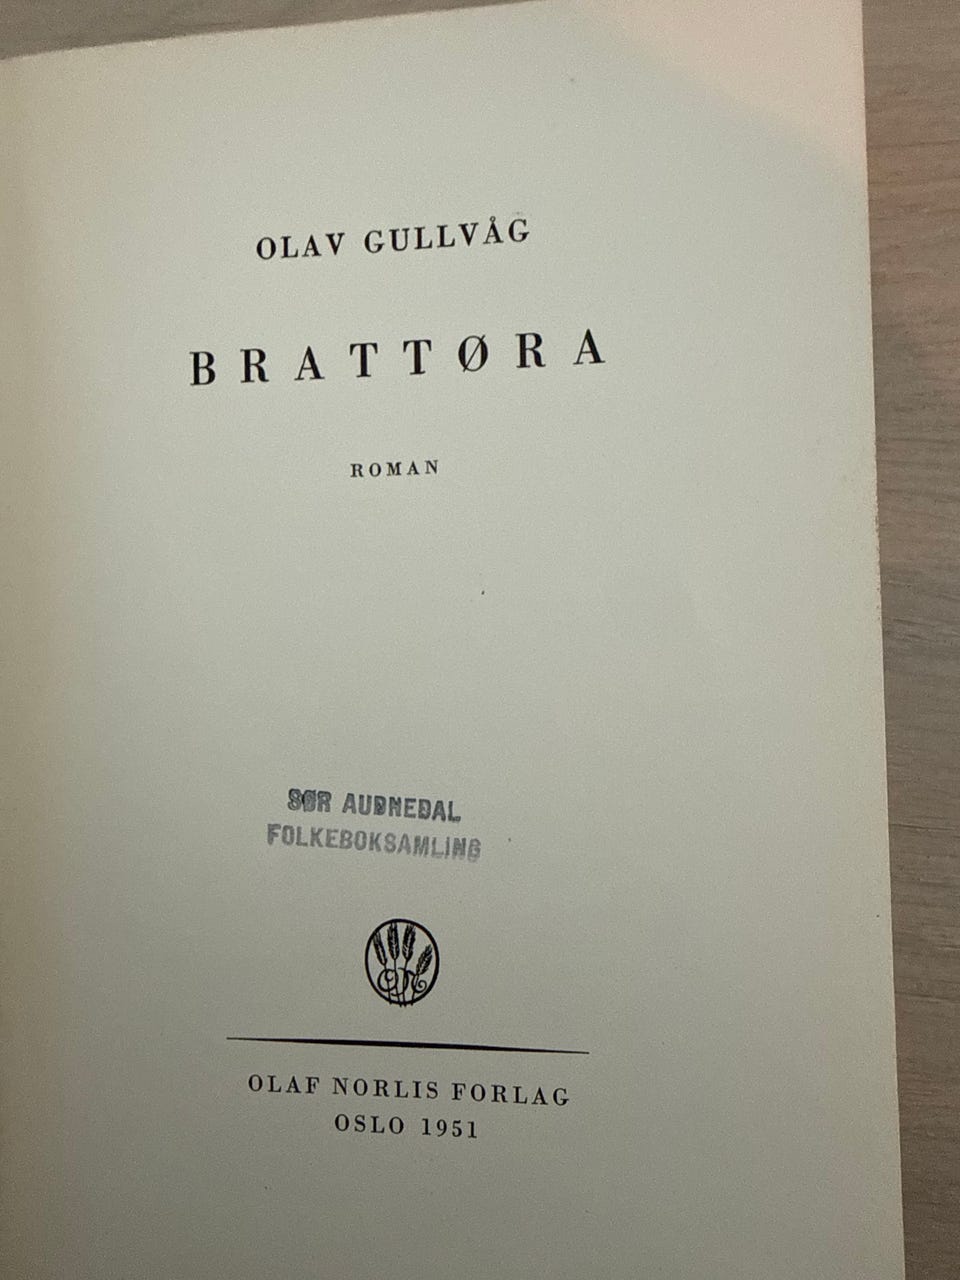 OLAV GULLVÅG
BRATTØRA
ROMAN
SØR AUDNEDAL
FOLKEBOKSAMLING
OLAF NORLIS FORLAG
OSLO 1951